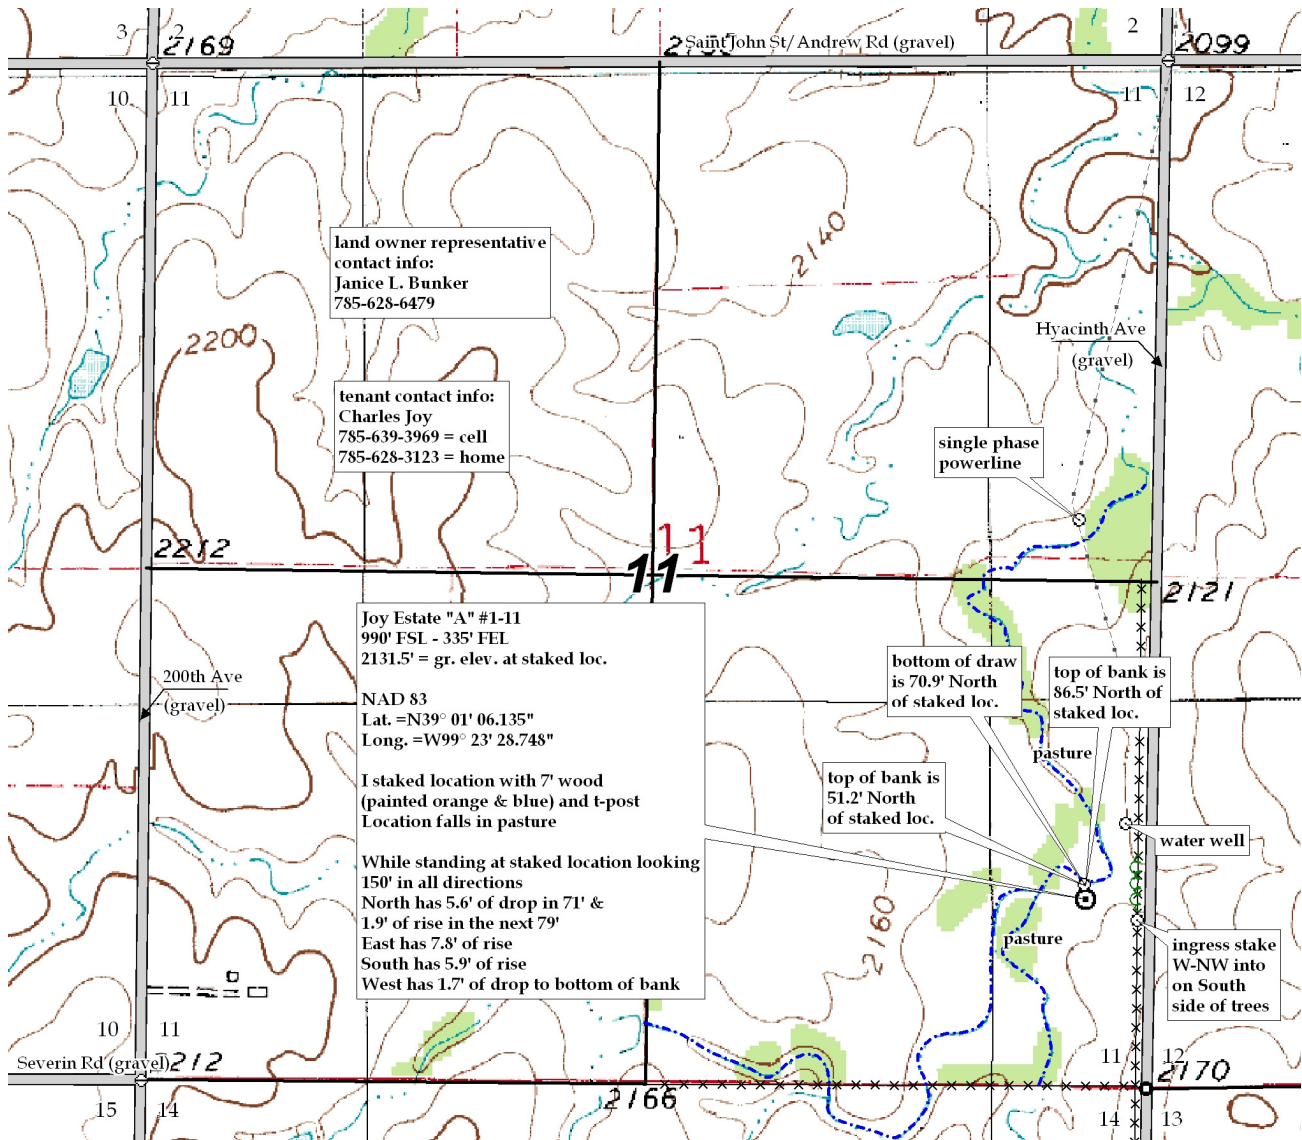 3 2
2169
Saint John St/ Andrew Rd (gravel)
2 1
2099
10 11
11 12
land owner representative
contact info:
Janice L. Bunker
785-628-6479
2140
2200
Hyacinth Ave
(gravel)
tenant contact info:
Charles Joy
785-639-3969 = cell
785-628-3123 = home
single phase
powerline
2212
11
11
2121
Joy Estate "A" #1-11
990' FSL - 335' FEL
2131.5' = gr. elev. at staked loc.
NAD 83
Lat. =N39° 01' 06.135"
Long. =W99° 23' 28.748"
I staked location with 7' wood
(painted orange & blue) and t-post
Location falls in pasture
While standing at staked location looking
150' in all directions
North has 5.6' of drop in 71' &
1.9' of rise in the next 79'
East has 7.8' of rise
South has 5.9' of rise
West has 1.7' of drop to bottom of bank
200th Ave
(gravel)
bottom of draw
is 70.9' North
of staked loc.
top of bank is
86.5' North of
staked loc.
pasture
top of bank is
51.2' North
of staked loc.
water well
2160
pasture
ingress stake
W-NW into
on South
side of trees
10 11
11 12
Severin Rd (gravel)
2212
2166
2170
15 14
14 13